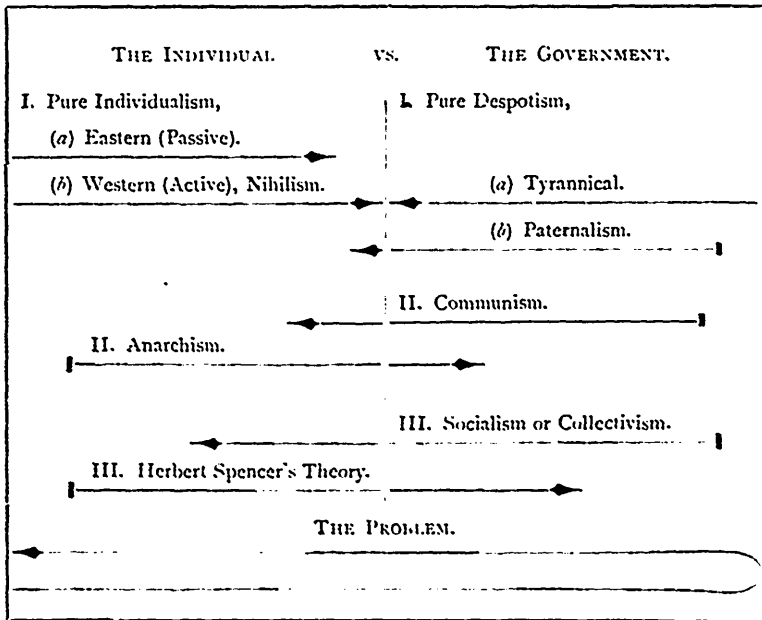 THE INDIVIDUAL VS. THE GOVERNMENT.
I. Pure Individualism, I. Pure Despotism,
(a) Eastern (Passive).
(b) Western (Active), Nihilism. (a) Tyrannical.
(b) Paternalism.
II. Communism.
II. Anarchism.
III. Socialism or Collectivism.
III. Herbert Spencer's Theory.
THE PROBLEM.